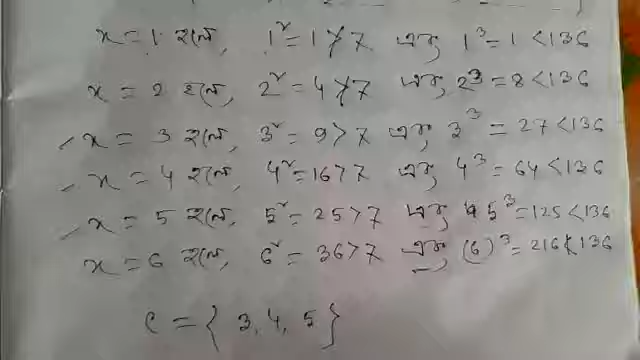 x = 1 হলে, 1² = 1 ≯ 7 এবং 1³ = 1 < 136
x = 2 হলে, 2² = 4 ≯ 7 এবং 2³ = 8 < 136
x = 3 হলে, 3² = 9 > 7 এবং 3³ = 27 < 136
x = 4 হলে, 4² = 16 > 7 এবং 4³ = 64 < 136
x = 5 হলে, 5² = 25 > 7 এবং 5³ = 125 < 136
x = 6 হলে, 6² = 36 > 7 এবং (6)³ = 216 ≮ 136
C = { 3, 4, 5 }